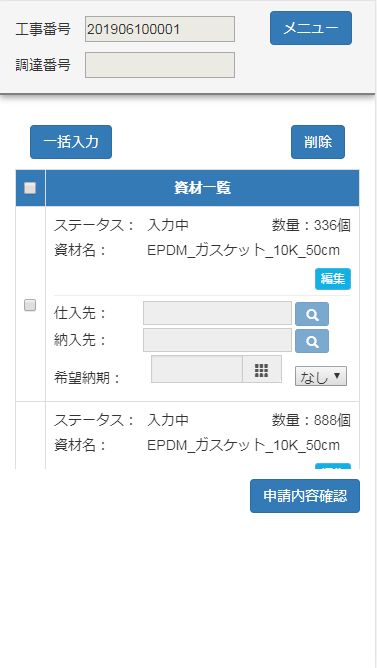 工事番号 201906100001 メニュー
調達番号
一括入力 削除
資材一覧
ステータス： 入力中 数量：336個
資材名： EPDM_ガスケット_10K_50cm
編集
仕入先：
納入先：
希望納期： なし
ステータス： 入力中 数量：888個
資材名： EPDM_ガスケット_10K_50cm
申請内容確認